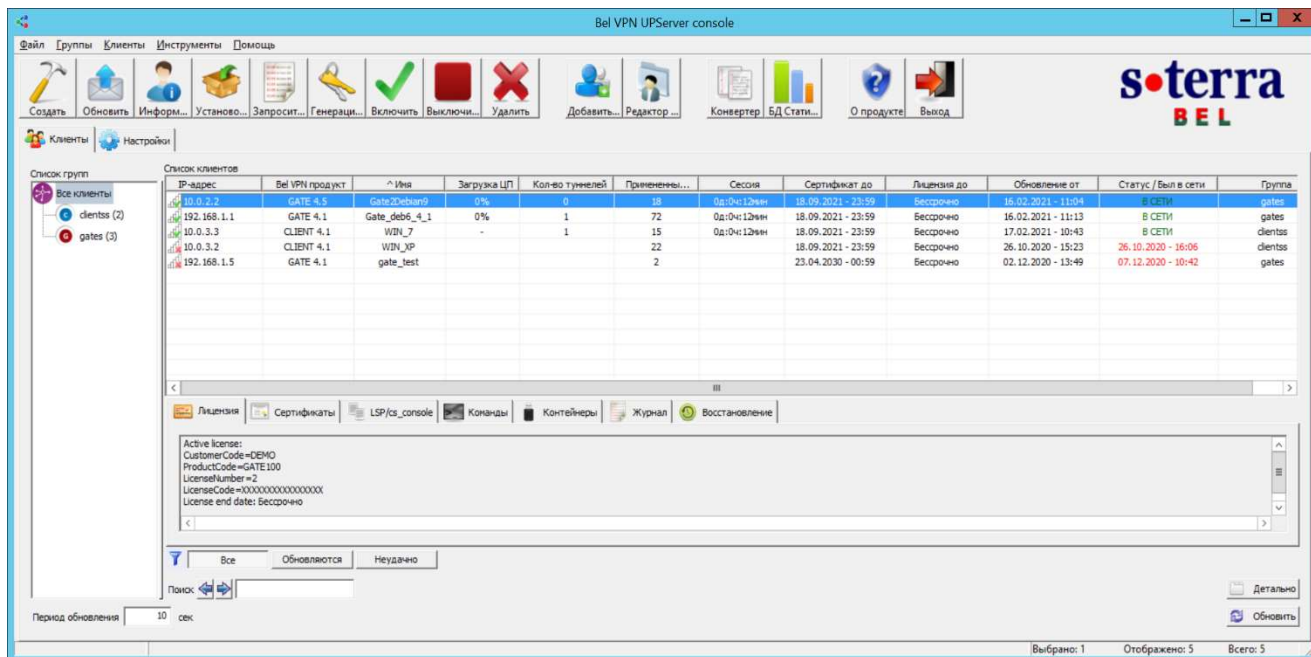 Bel VPN UPServer console
Файл Группы Клиенты Инструменты Помощь
Создать Обновить Информ... Установо... Запросит... Генераци... Включить Выключи... Удалить Добавить... Редактор ... Конвертер БД Стати... О продукте Выход
s•terra
BEL
Клиенты Настройки
Список групп
Все клиенты
clientss (2)
gates (3)
Список клиентов
IP-адрес Bel VPN продукт ^ Имя Загрузка ЦП Кол-во туннелей Примененны... Сессия Сертификат до Лицензия до Обновление от Статус / Был в сети Группа
10.0.2.2 GATE 4.5 Gate2Debian9 0% 0 18 0д:0ч:12мин 18.09.2021 - 23:59 Бессрочно 16.02.2021 - 11:04 В СЕТИ gates
192.168.1.1 GATE 4.1 Gate_deb6_4_1 0% 1 72 0д:0ч:12мин 18.09.2021 - 23:59 Бессрочно 16.02.2021 - 11:13 В СЕТИ gates
10.0.3.3 CLIENT 4.1 WIN_7 - 1 15 0д:0ч:12мин 18.09.2021 - 23:59 Бессрочно 17.02.2021 - 10:43 В СЕТИ clientss
10.0.3.2 CLIENT 4.1 WIN_XP 22 18.09.2021 - 23:59 Бессрочно 26.10.2020 - 15:23 26.10.2020 - 16:06 clientss
192.168.1.5 GATE 4.1 gate_test 2 23.04.2030 - 00:59 Бессрочно 02.12.2020 - 13:49 07.12.2020 - 10:42 gates
Лицензия Сертификаты LSP/cs_console Команды Контейнеры Журнал Восстановление
Active license:
CustomerCode=DEMO
ProductCode=GATE100
LicenseNumber=2
LicenseCode=XXXXXXXXXXXXXXXX
License end date: Бессрочно
Все Обновляются Неудачно
Поиск
Детально
Период обновления 10 сек
Обновить
Выбрано: 1 Отображено: 5 Всего: 5